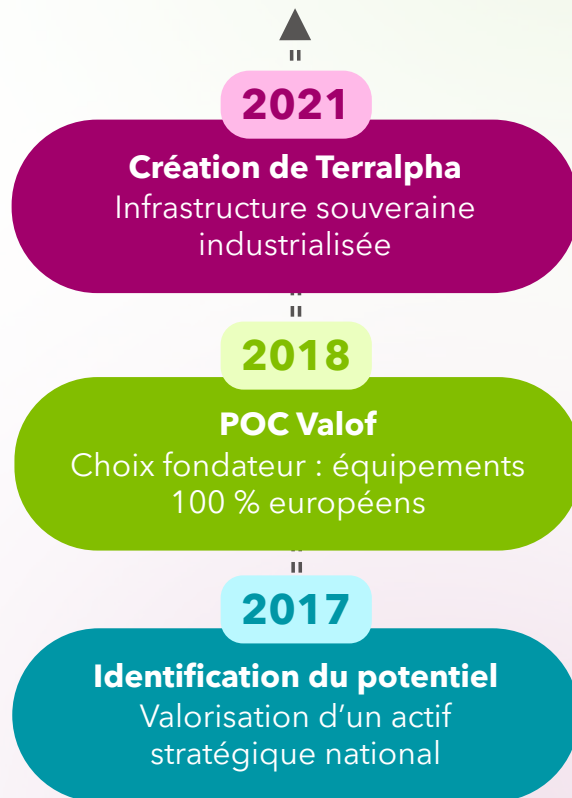 2021
Création de Terralpha
Infrastructure souveraine
industrialisée
2018
POC Valof
Choix fondateur : équipements
100 % européens
2017
Identification du potentiel
Valorisation d’un actif
stratégique national